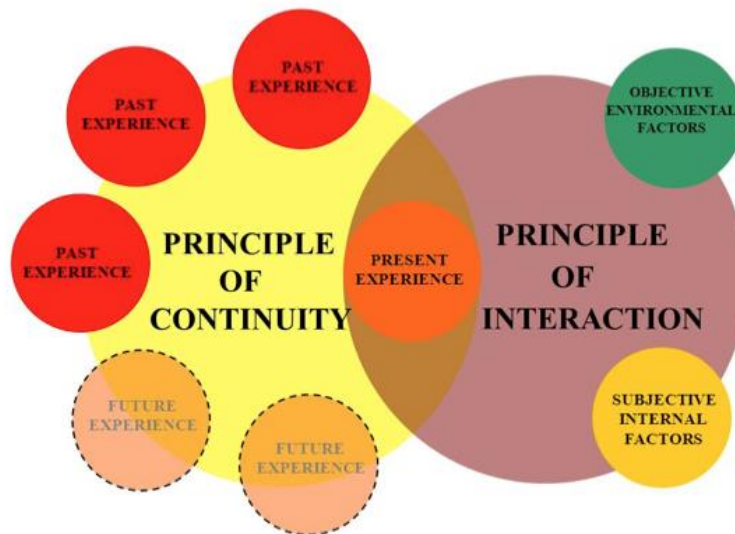 PAST
EXPERIENCE
PAST
EXPERIENCE
PAST
EXPERIENCE
PRINCIPLE
OF
CONTINUITY
FUTURE
EXPERIENCE
FUTURE
EXPERIENCE
PRESENT
EXPERIENCE
PRINCIPLE
OF
INTERACTION
OBJECTIVE
ENVIRONMENTAL
FACTORS
SUBJECTIVE
INTERNAL
FACTORS